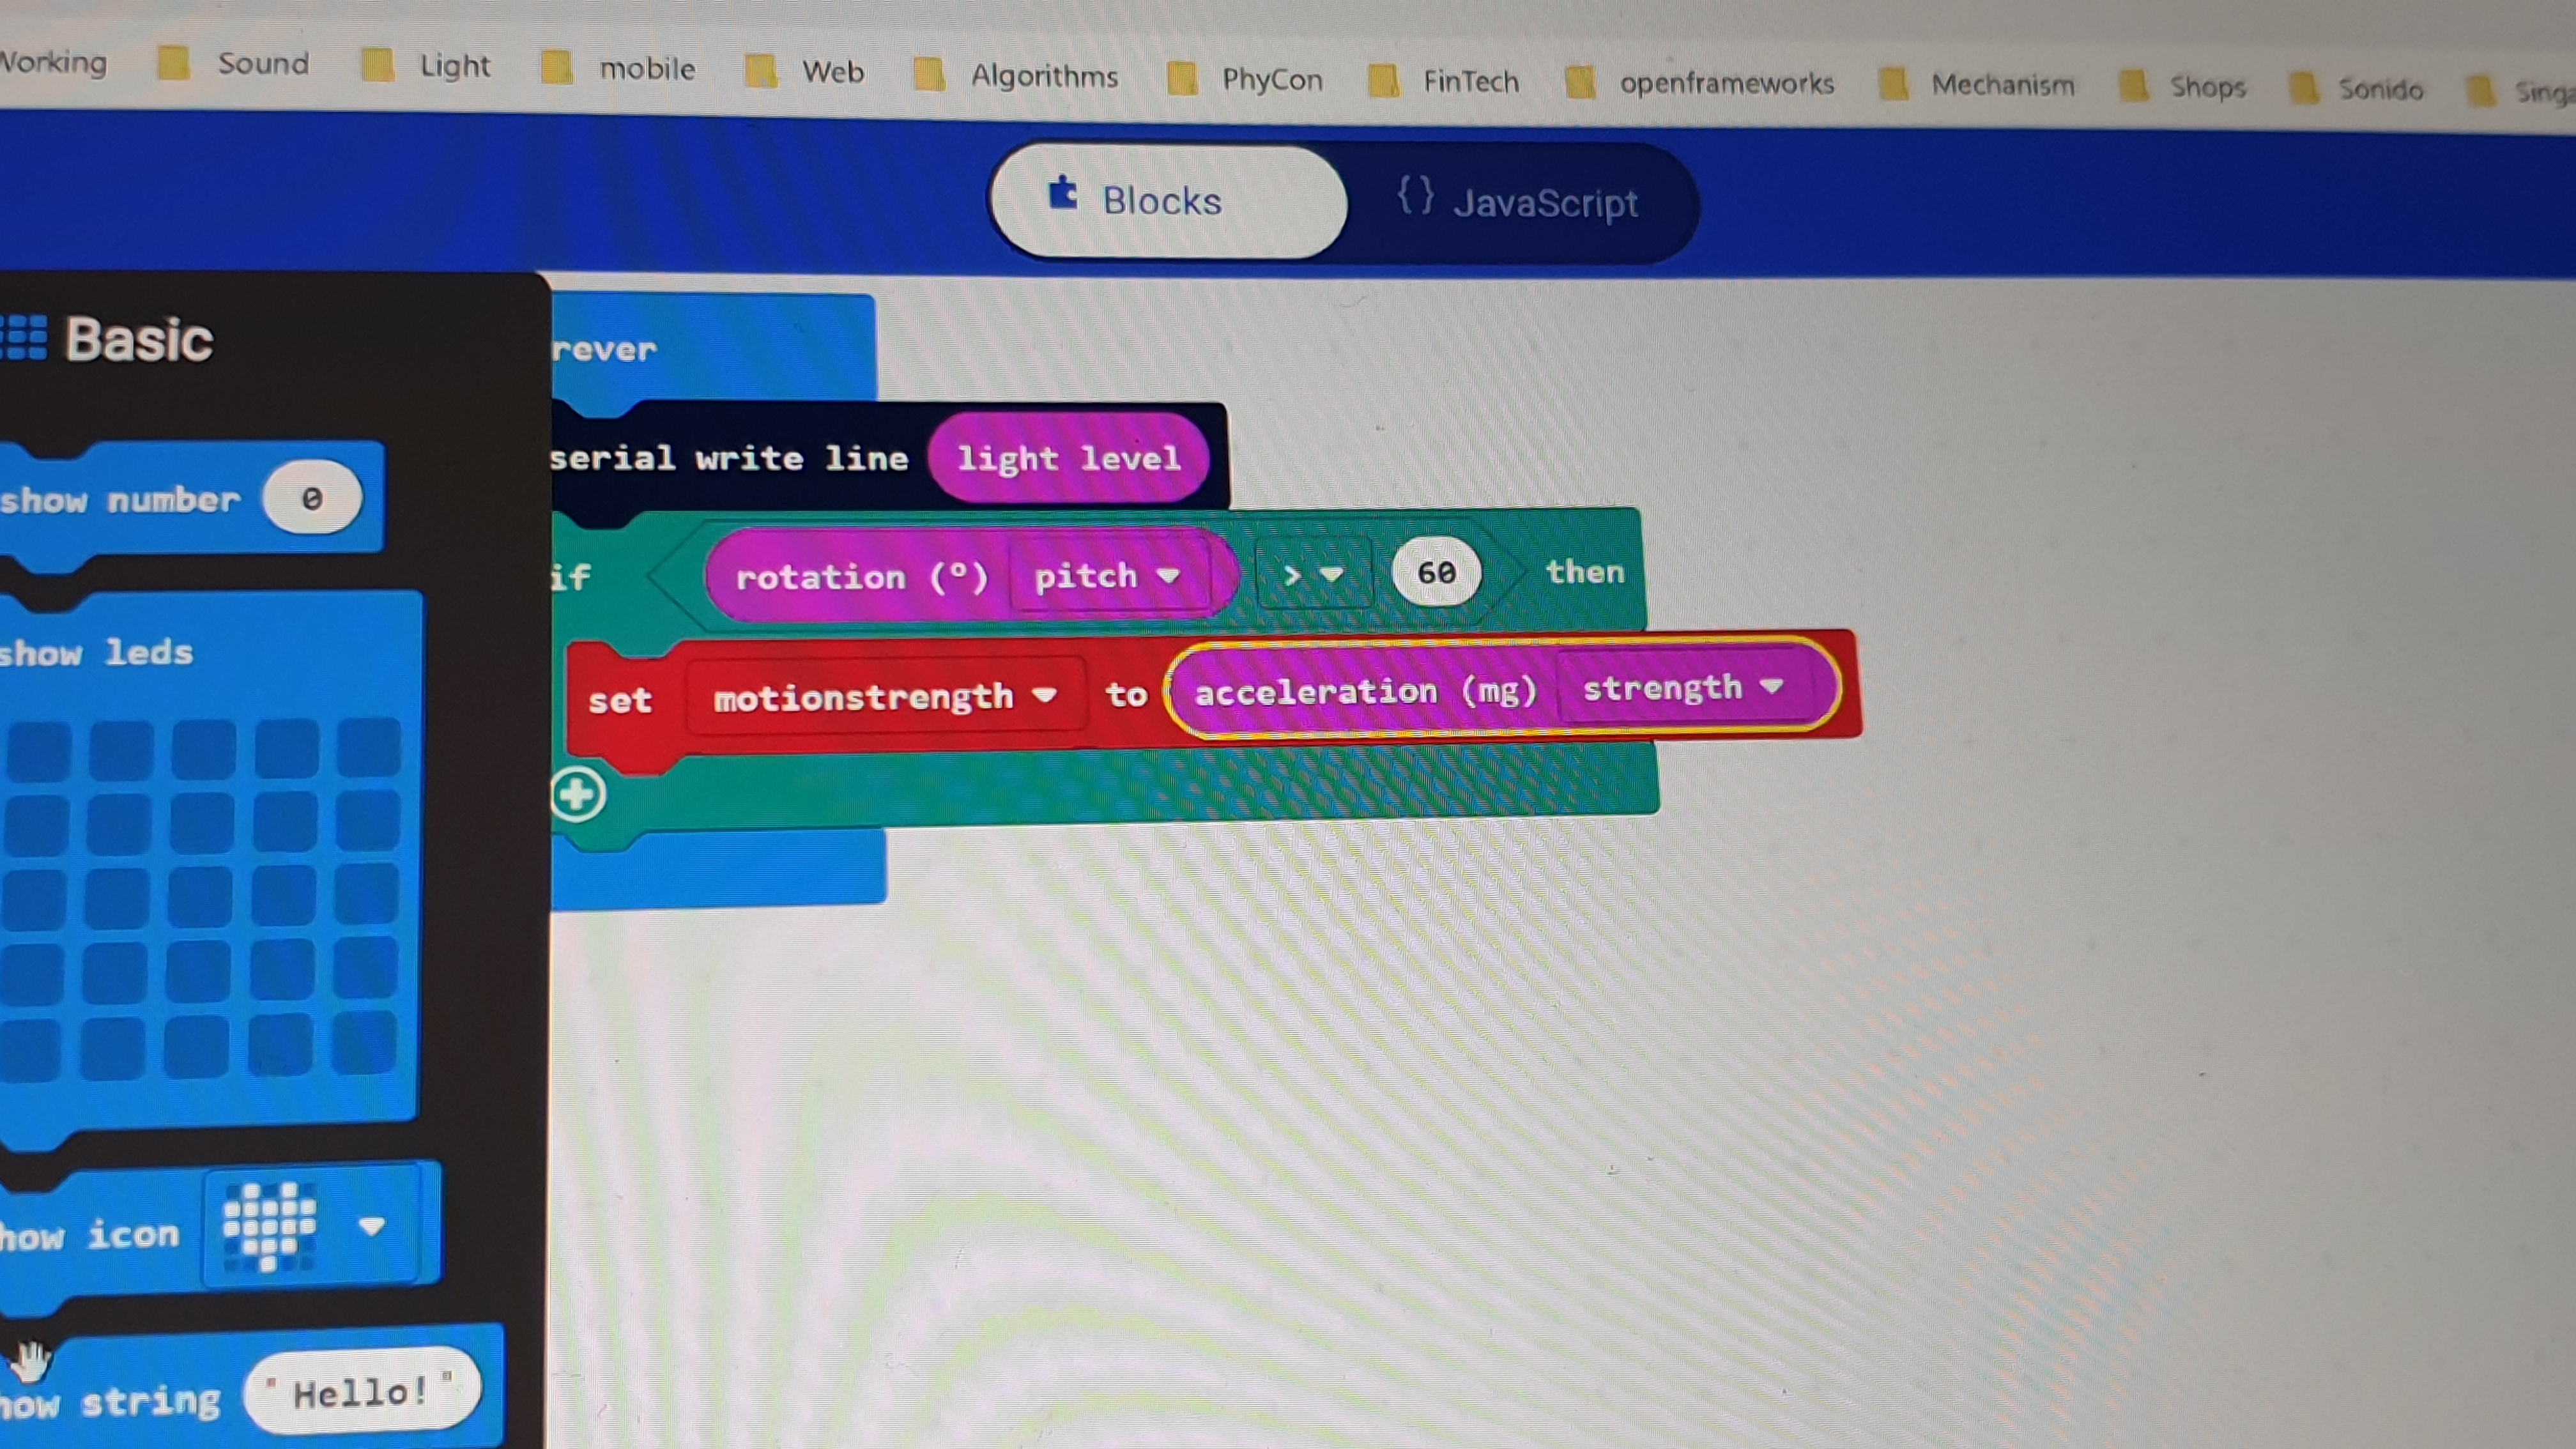 Working Sound Light mobile Web Algorithms PhyCon FinTech openframeworks Mechanism Shops Sonido Singa
Blocks {} JavaScript
Basic
rever
serial write line light level
show number 0
if rotation (°) pitch > 60 then
show leds
set motionstrength to acceleration (mg) strength
how icon
how string "Hello!"